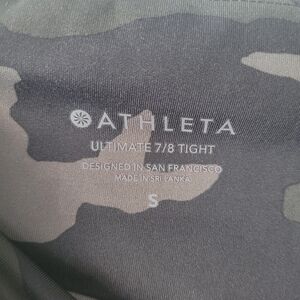 ATHLETA
ULTIMATE 7/8 TIGHT
DESIGNED IN SAN FRANCISCO
MADE IN SRI LANKA
S